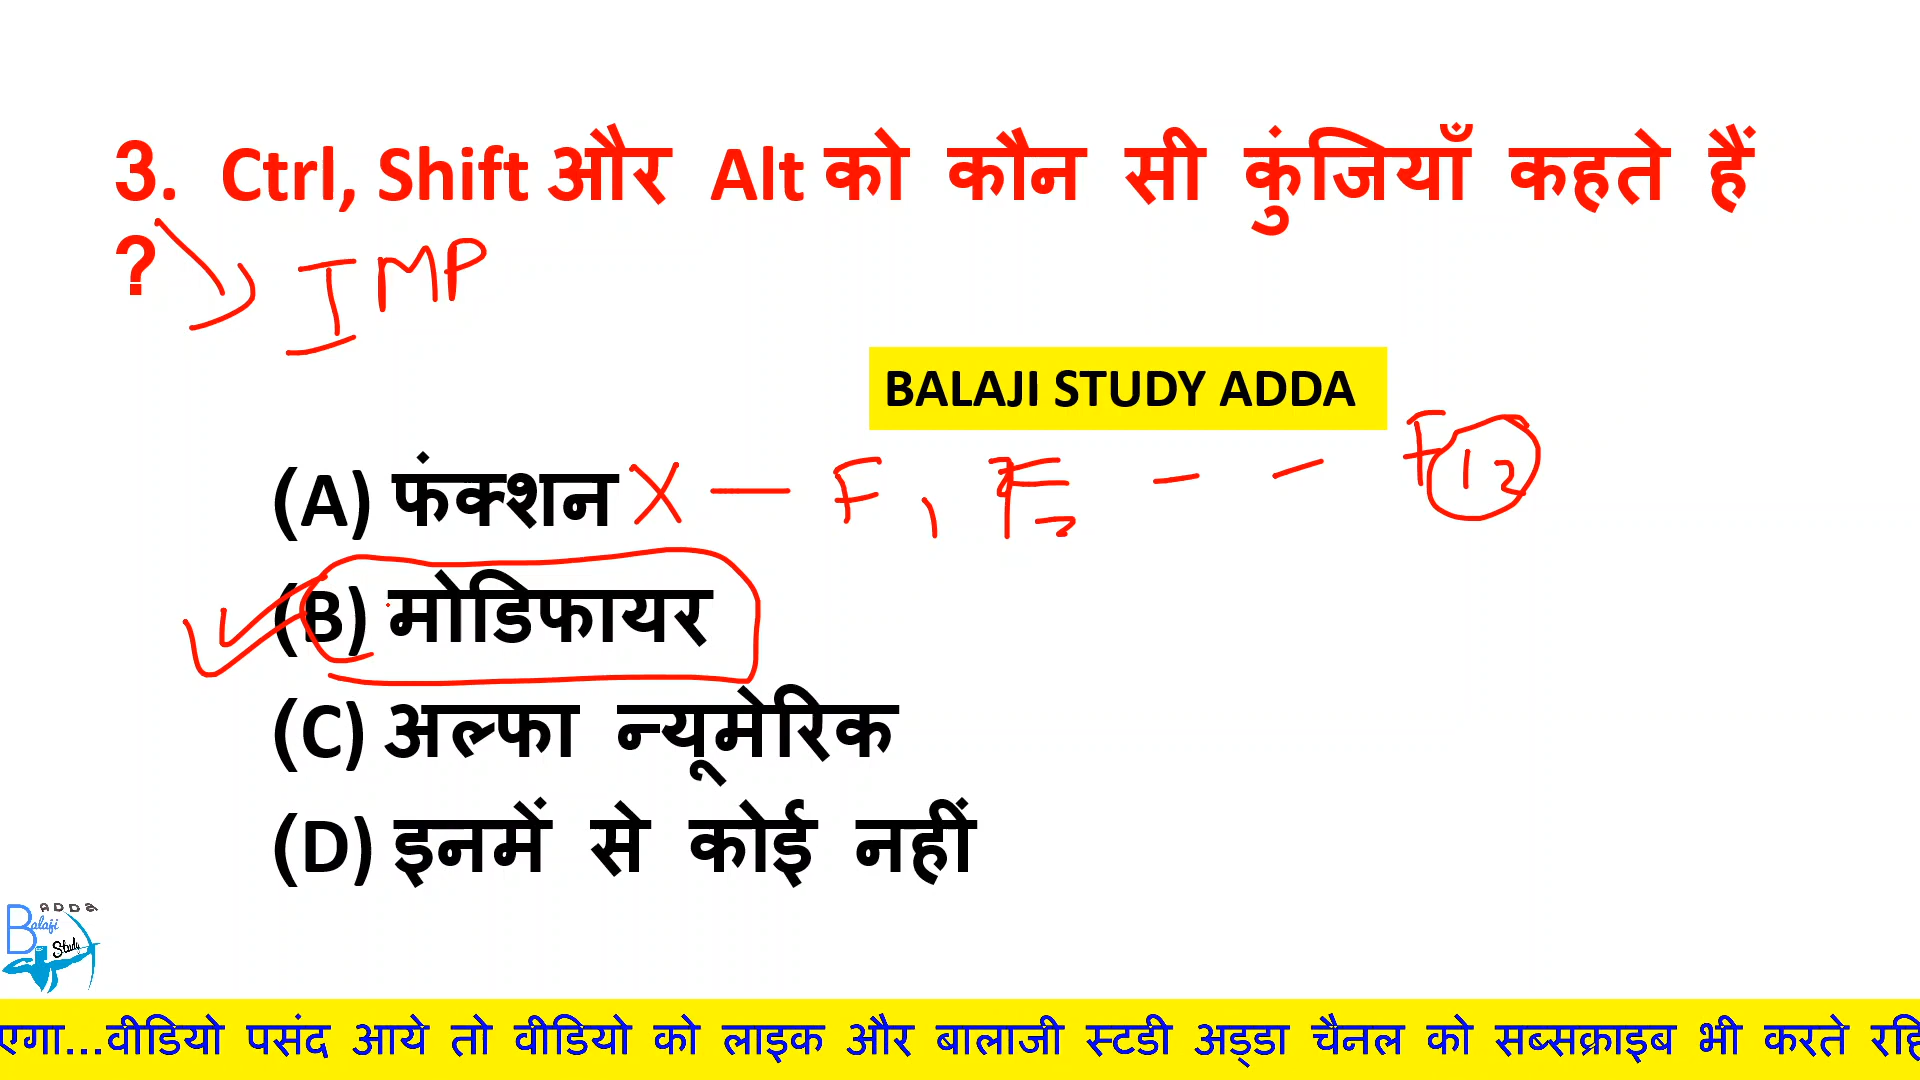 3. Ctrl, Shift और Alt को कौन सी कुंजियाँ कहते हैं
?
IMP
BALAJI STUDY ADDA
(A) फंक्शन X — F1 F2 - - F12
(B) मोडिफायर
(C) अल्फा न्यूमेरिक
(D) इनमें से कोई नहीं
ADDA
Balaji
Study
एगा...वीडियो पसंद आये तो वीडियो को लाइक और बालाजी स्टडी अड्डा चैनल को सब्सक्राइब भी करते रहि